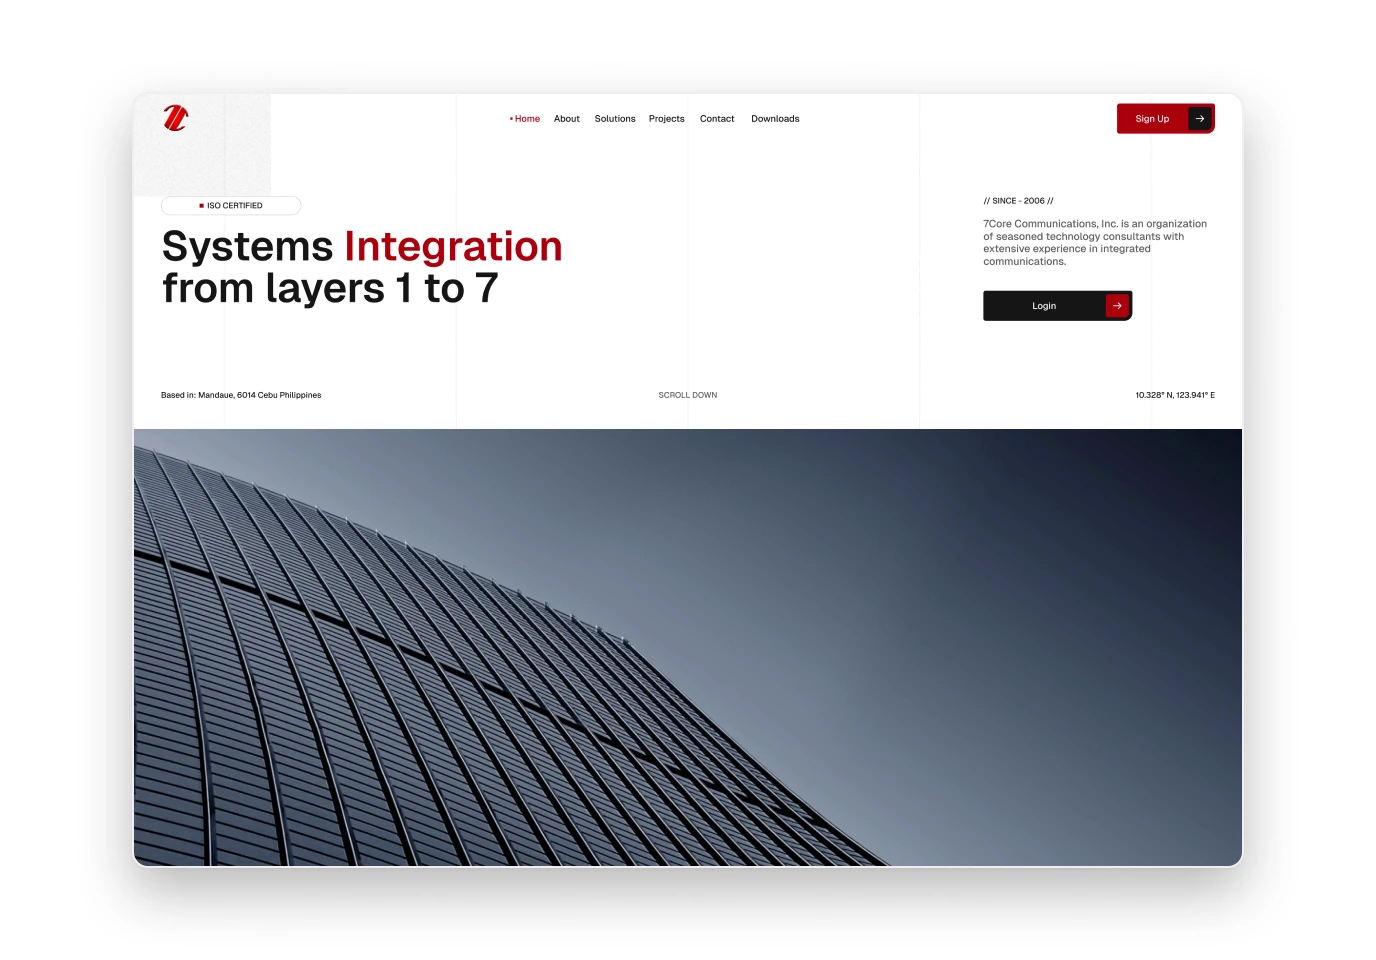 Home About Solutions Projects Contact Downloads
Sign Up
ISO CERTIFIED
Systems Integration
from layers 1 to 7
// SINCE - 2006 //
7Core Communications, Inc. is an organization
of seasoned technology consultants with
extensive experience in integrated
communications.
Login
Based in: Mandaue, 6014 Cebu Philippines
SCROLL DOWN
10.328° N, 123.941° E